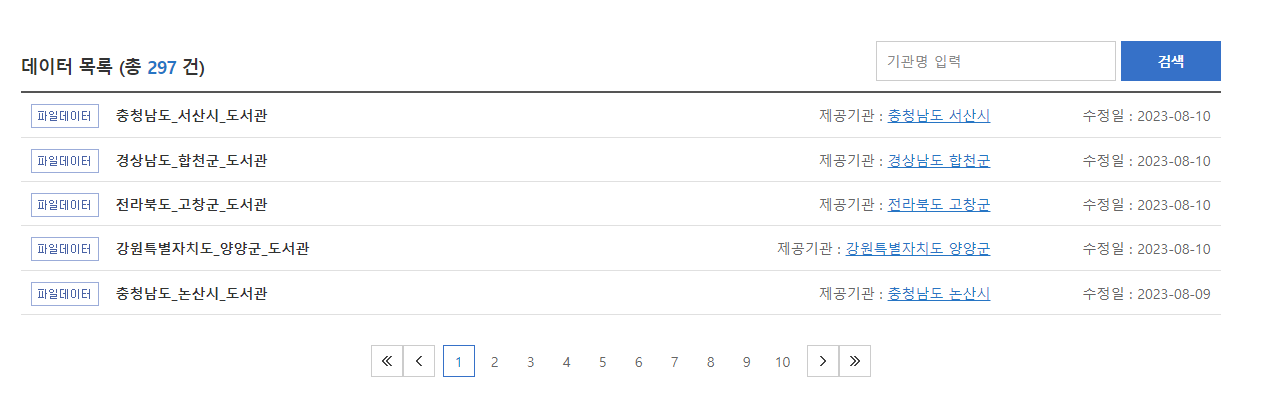 데이터 목록 (총 297 건)
기관명 입력 검색
파일데이터 충청남도_서산시_도서관 제공기관 : 충청남도 서산시 수정일 : 2023-08-10
파일데이터 경상남도_합천군_도서관 제공기관 : 경상남도 합천군 수정일 : 2023-08-10
파일데이터 전라북도_고창군_도서관 제공기관 : 전라북도 고창군 수정일 : 2023-08-10
파일데이터 강원특별자치도_양양군_도서관 제공기관 : 강원특별자치도 양양군 수정일 : 2023-08-10
파일데이터 충청남도_논산시_도서관 제공기관 : 충청남도 논산시 수정일 : 2023-08-09
1 2 3 4 5 6 7 8 9 10